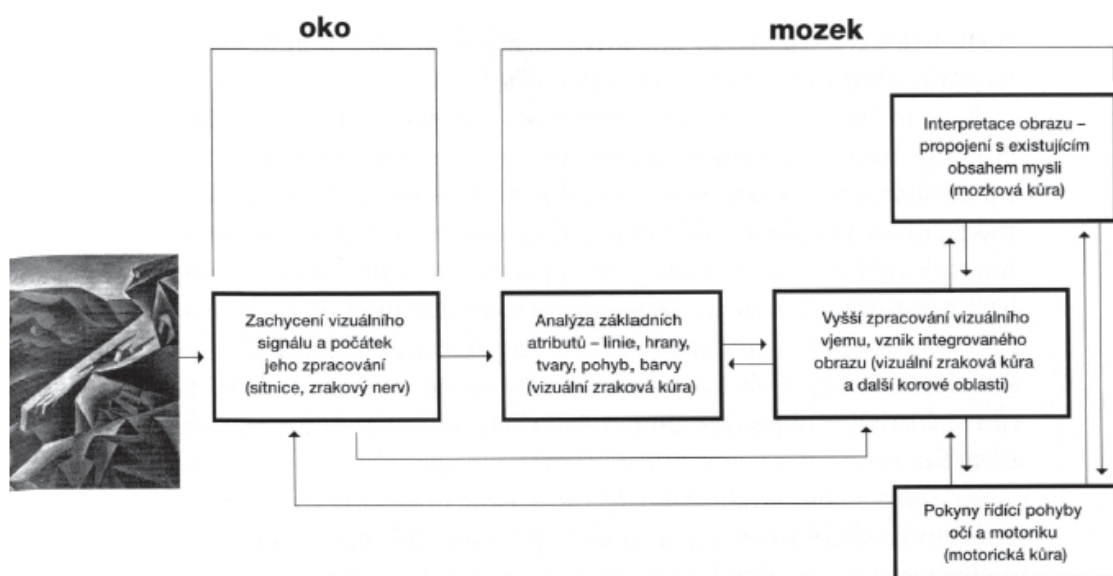 oko
mozek
Interpretace obrazu –
propojení s existujícím
obsahem mysli
(mozková kůra)
Zachycení vizuálního
signálu a počátek
jeho zpracování
(sítnice, zrakový nerv)
Analýza základních
atributů – linie, hrany,
tvary, pohyb, barvy
(vizuální zraková kůra)
Vyšší zpracování vizuálního
vjemu, vznik integrovaného
obrazu (vizuální zraková kůra
a další korové oblasti)
Pokyny řídící pohyby
očí a motoriku
(motorická kůra)